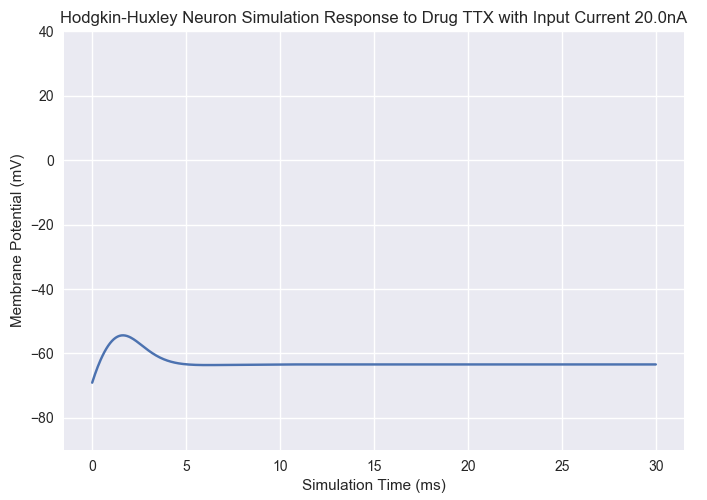 Hodgkin-Huxley Neuron Simulation Response to Drug TTX with Input Current 20.0nA
40
20
0
−20
−40
−60
−80
Membrane Potential (mV)
0 5 10 15 20 25 30
Simulation Time (ms)